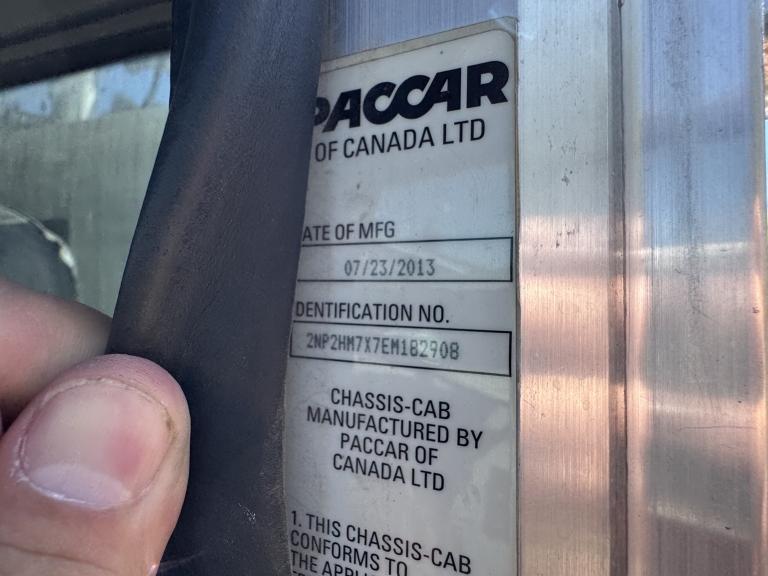 PACCAR
OF CANADA LTD
ATE OF MFG
07/23/2013
DENTIFICATION NO.
2NP2HM7X7EM182908
CHASSIS-CAB
MANUFACTURED BY
PACCAR OF
CANADA LTD
1. THIS CHASSIS-CAB
CONFORMS TO
THE